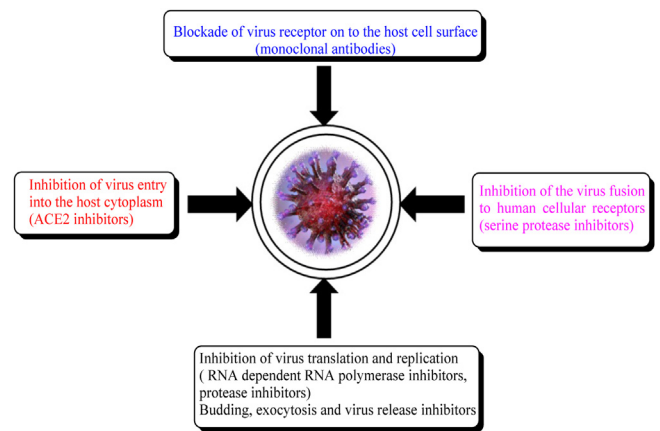 Blockade of virus receptor on to the host cell surface
(monoclonal antibodies)
Inhibition of virus entry
into the host cytoplasm
(ACE2 inhibitors)
Inhibition of the virus fusion
to human cellular receptors
(serine protease inhibitors)
Inhibition of virus translation and replication
( RNA dependent RNA polymerase inhibitors,
protease inhibitors)
Budding, exocytosis and virus release inhibitors